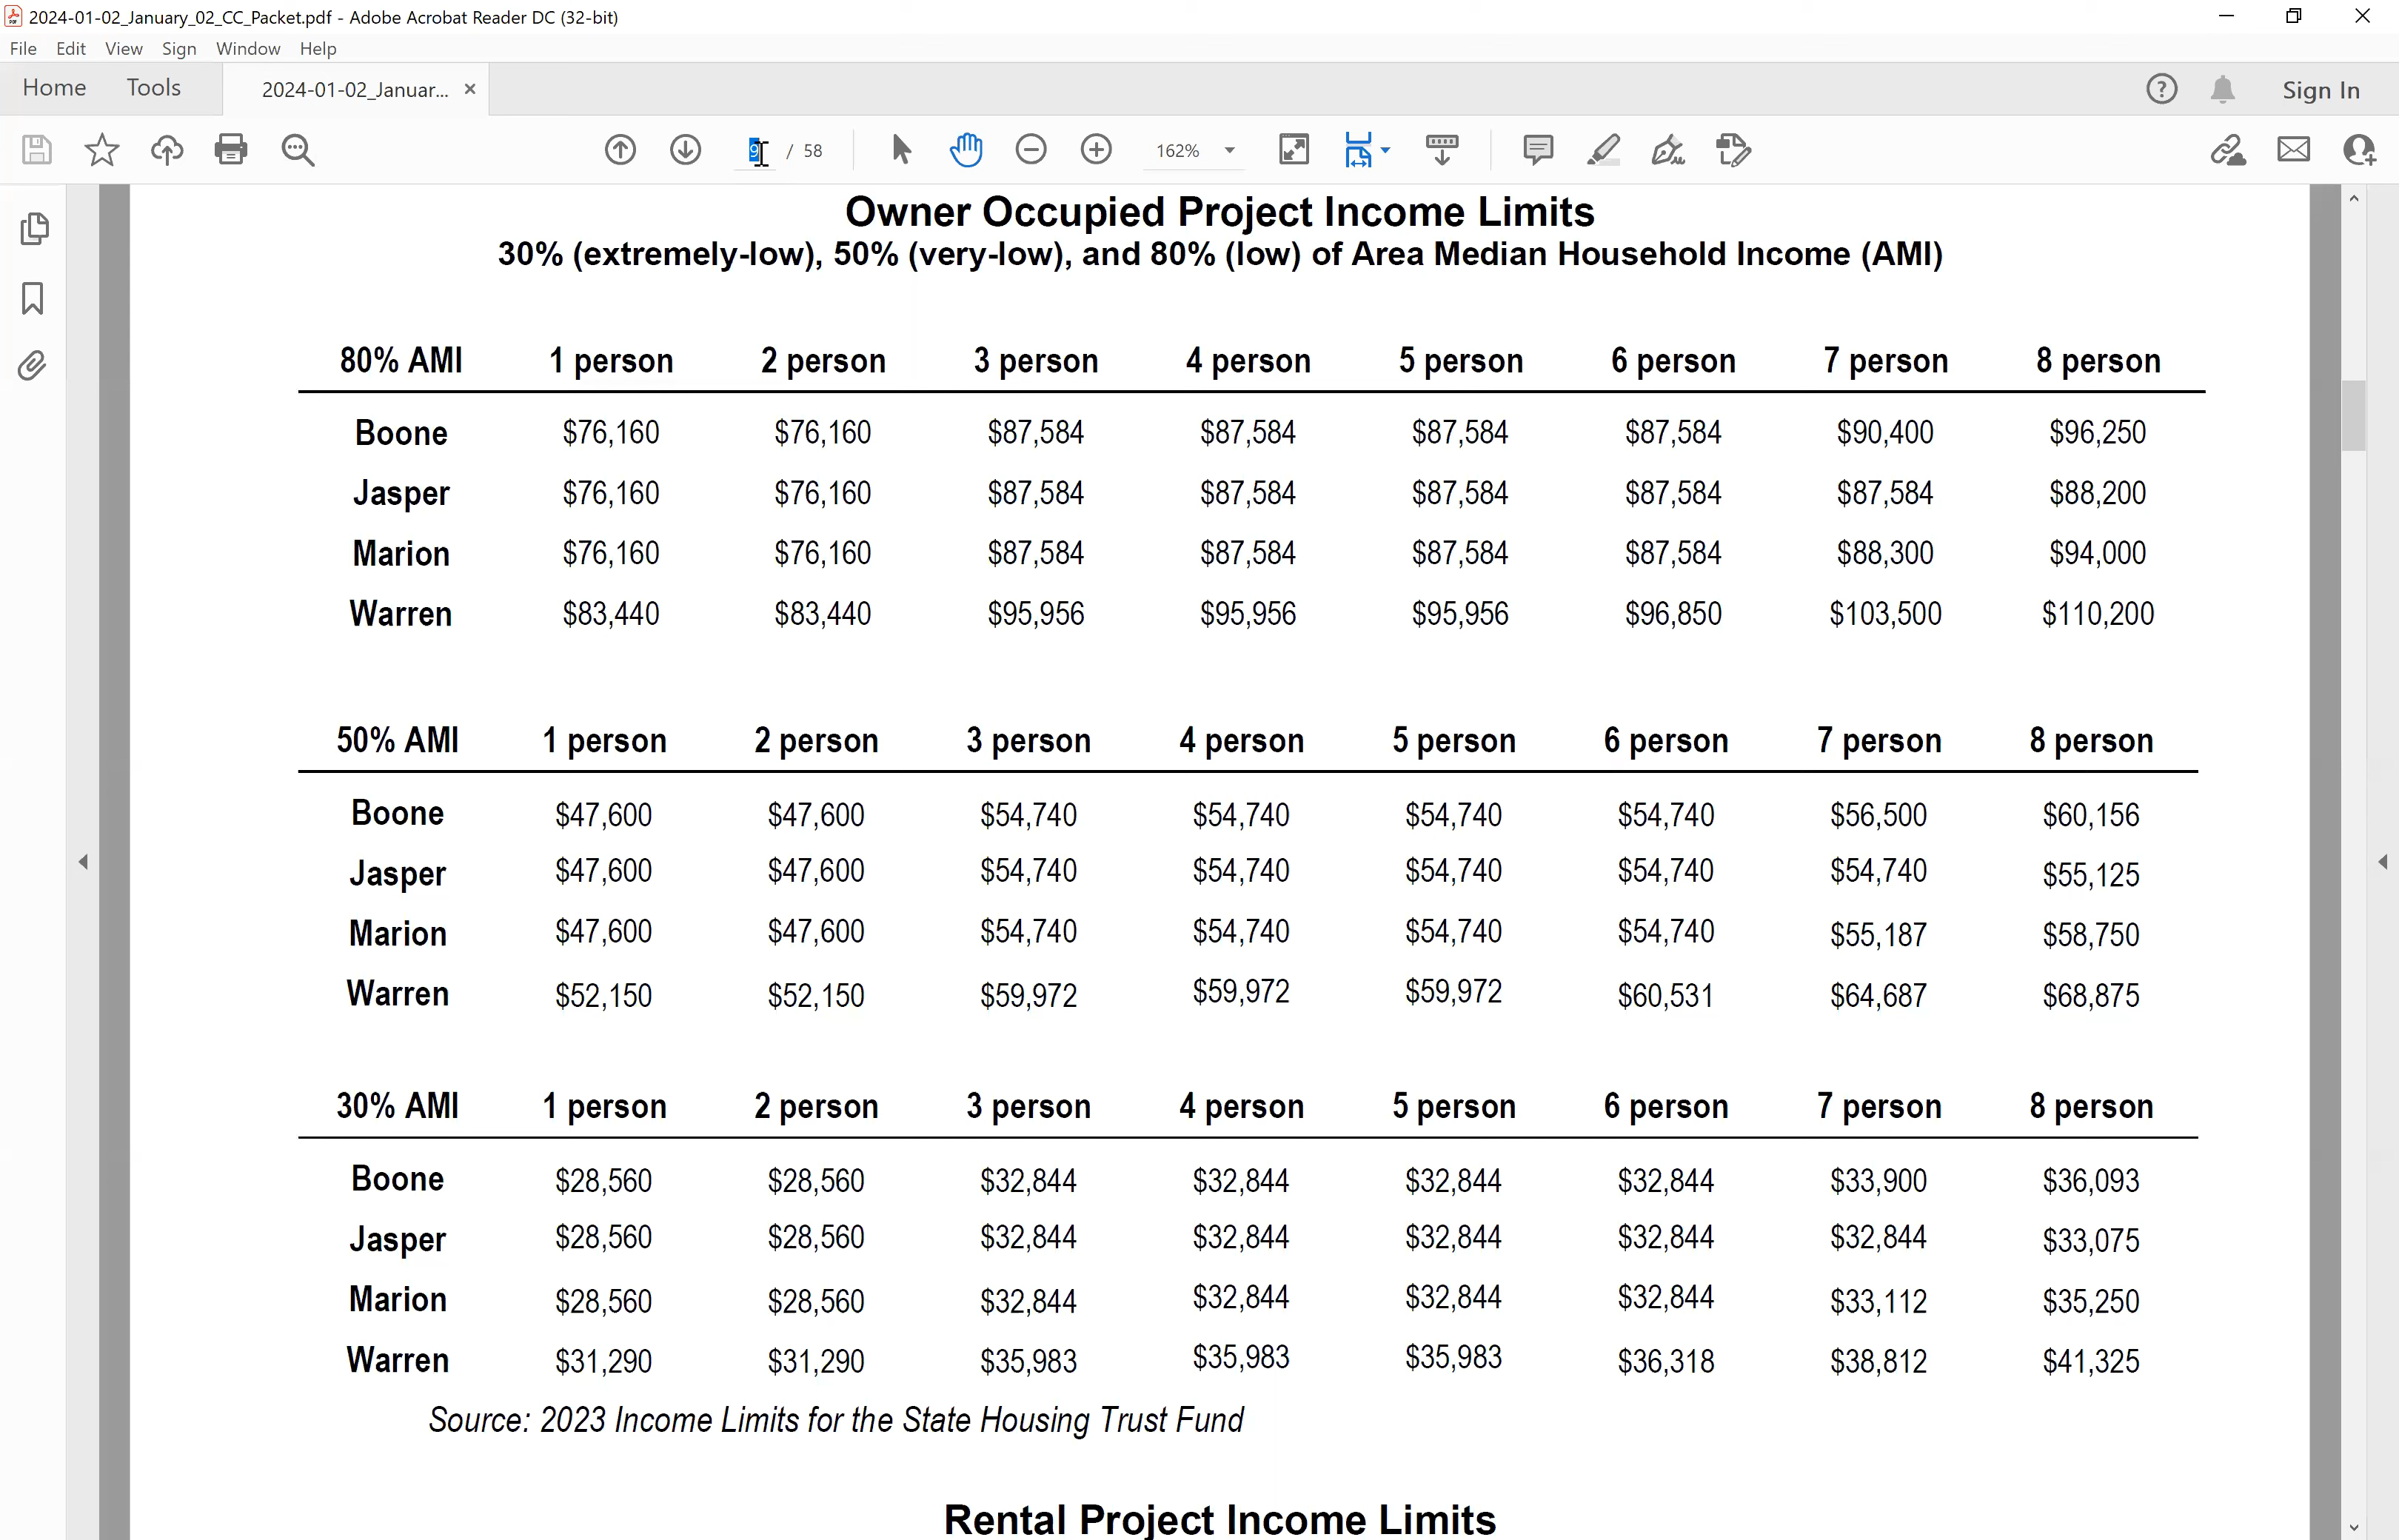 2024-01-02_January_02_CC_Packet.pdf - Adobe Acrobat Reader DC (32-bit)
File Edit View Sign Window Help
Home Tools 2024-01-02_Januar... × Sign In
9 / 58 162%
Owner Occupied Project Income Limits
30% (extremely-low), 50% (very-low), and 80% (low) of Area Median Household Income (AMI)
80% AMI 1 person 2 person 3 person 4 person 5 person 6 person 7 person 8 person
Boone $76,160 $76,160 $87,584 $87,584 $87,584 $87,584 $90,400 $96,250
Jasper $76,160 $76,160 $87,584 $87,584 $87,584 $87,584 $87,584 $88,200
Marion $76,160 $76,160 $87,584 $87,584 $87,584 $87,584 $88,300 $94,000
Warren $83,440 $83,440 $95,956 $95,956 $95,956 $96,850 $103,500 $110,200
50% AMI 1 person 2 person 3 person 4 person 5 person 6 person 7 person 8 person
Boone $47,600 $47,600 $54,740 $54,740 $54,740 $54,740 $56,500 $60,156
Jasper $47,600 $47,600 $54,740 $54,740 $54,740 $54,740 $54,740 $55,125
Marion $47,600 $47,600 $54,740 $54,740 $54,740 $54,740 $55,187 $58,750
Warren $52,150 $52,150 $59,972 $59,972 $59,972 $60,531 $64,687 $68,875
30% AMI 1 person 2 person 3 person 4 person 5 person 6 person 7 person 8 person
Boone $28,560 $28,560 $32,844 $32,844 $32,844 $32,844 $33,900 $36,093
Jasper $28,560 $28,560 $32,844 $32,844 $32,844 $32,844 $32,844 $33,075
Marion $28,560 $28,560 $32,844 $32,844 $32,844 $32,844 $33,112 $35,250
Warren $31,290 $31,290 $35,983 $35,983 $35,983 $36,318 $38,812 $41,325
Source: 2023 Income Limits for the State Housing Trust Fund
Rental Project Income Limits